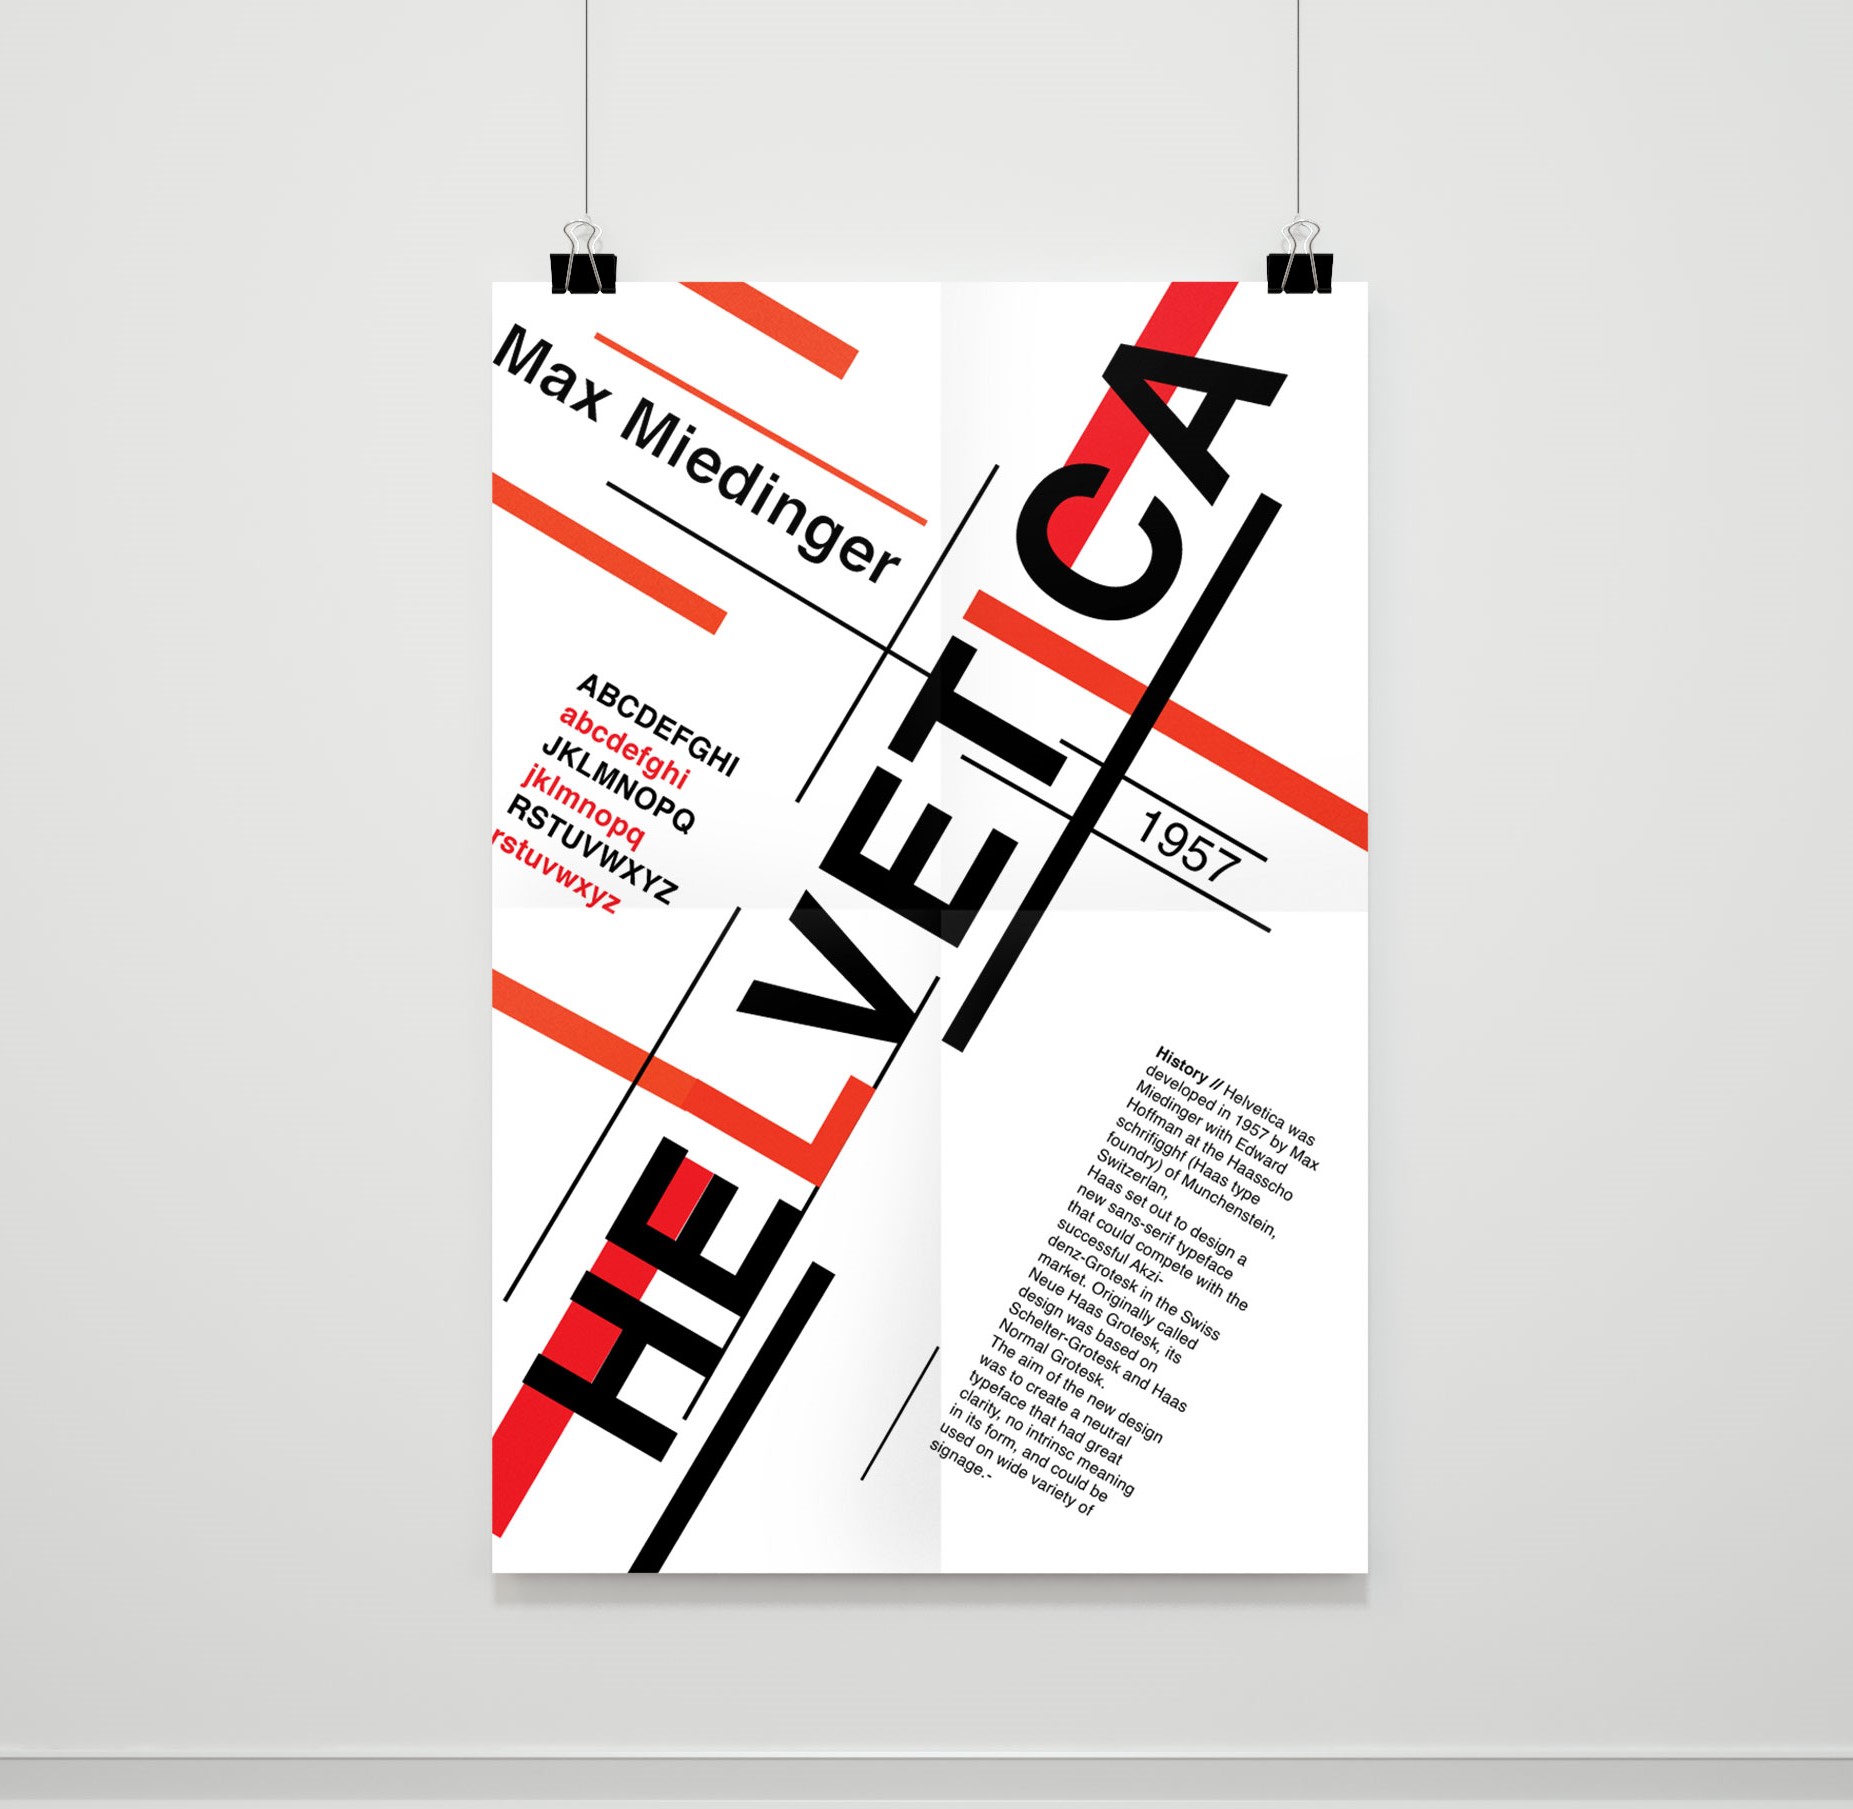 Max Miedinger
HELVETICA
ABCDEFGHI
abcdefghi
JKLMNOPQ
jklmnopq
RSTUVWXYZ
rstuvwxyz
1957
History // Helvetica was
developed in 1957 by Max
Miedinger with Edward
Hoffman at the Haasscho
schrifigghf (Haas type
foundry) of Munchenstein,
Switzerlan,
Haas set out to design a
new sans-serif typeface
that could compete with the
successful Akzi-
denz-Grotesk in the Swiss
market. Originally called
Neue Haas Grotesk, its
design was based on
Schelter-Grotesk and Haas
Normal Grotesk.
The aim of the new design
was to create a neutral
typeface that had great
clarity, no intrinsc meaning
in its form, and could be
used on wide variety of
signage.-